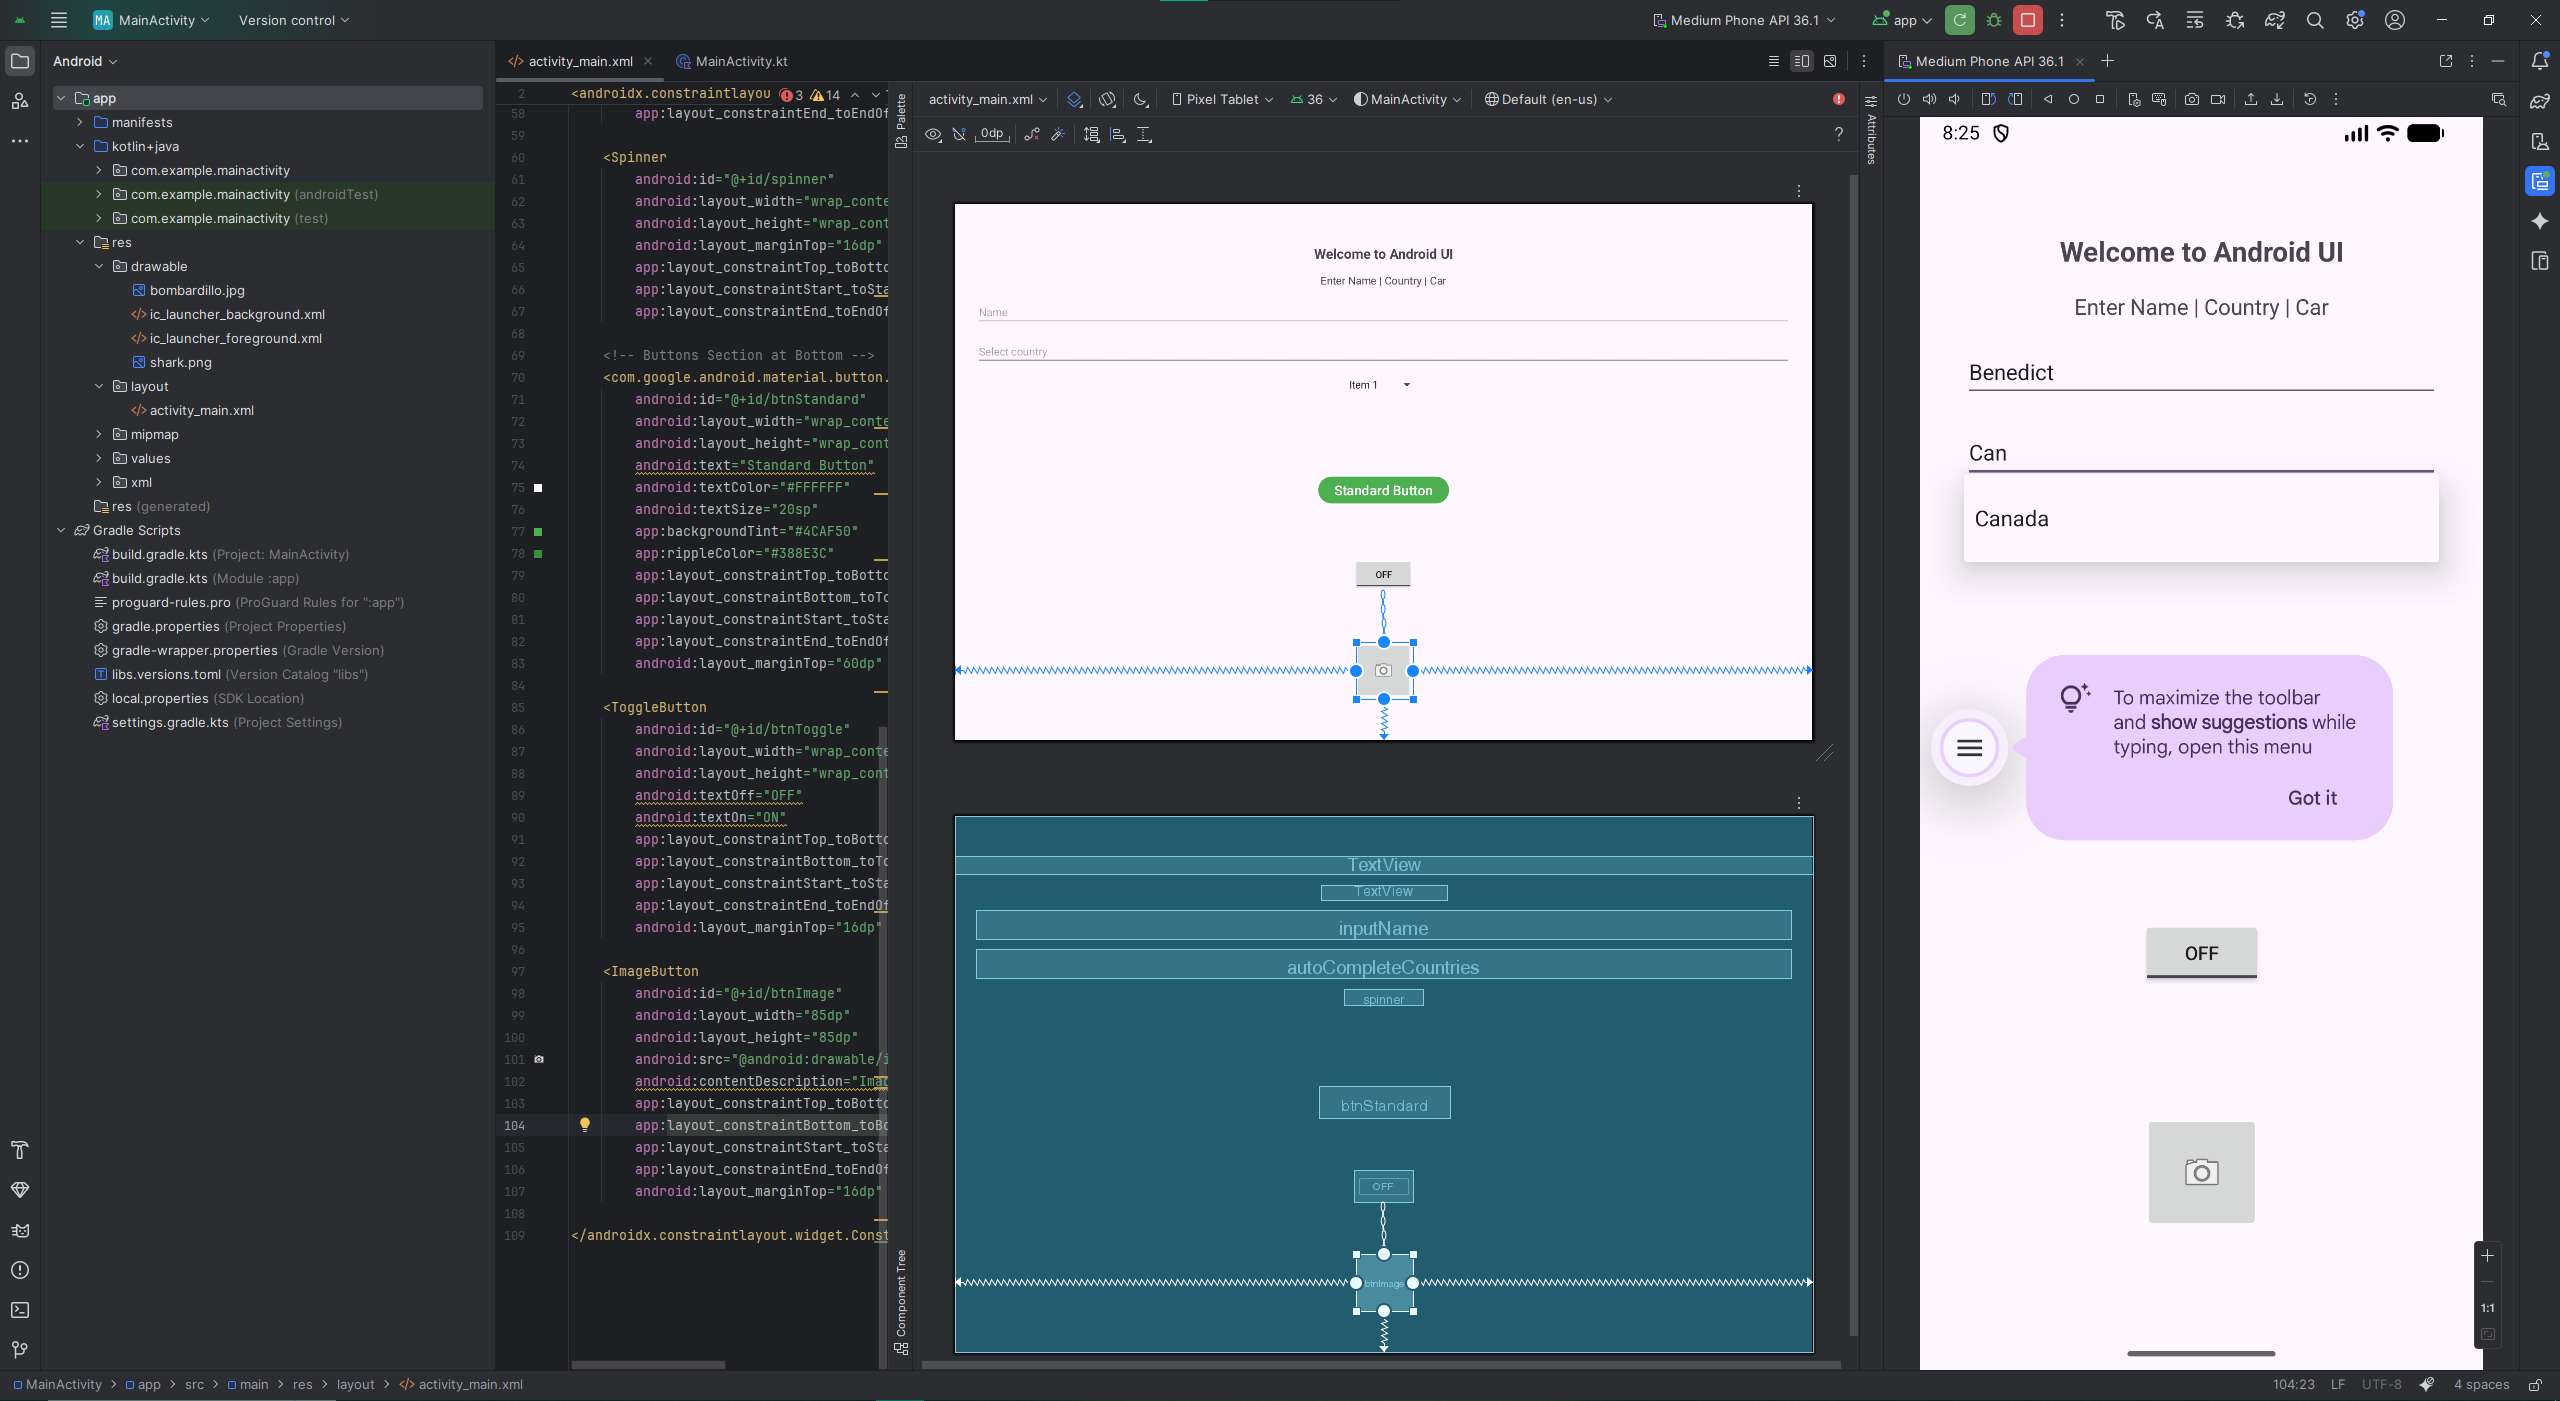 MA MainActivity
Version control
Medium Phone API 36.1
app
Android
activity_main.xml
MainActivity.kt
Medium Phone API 36.1
app
manifests
kotlin+java
com.example.mainactivity
com.example.mainactivity (androidTest)
com.example.mainactivity (test)
res
drawable
bombardillo.jpg
ic_launcher_background.xml
ic_launcher_foreground.xml
shark.png
layout
activity_main.xml
mipmap
values
xml
res (generated)
Gradle Scripts
build.gradle.kts (Project: MainActivity)
build.gradle.kts (Module :app)
proguard-rules.pro (ProGuard Rules for ":app")
gradle.properties (Project Properties)
gradle-wrapper.properties (Gradle Version)
libs.versions.toml (Version Catalog "libs")
local.properties (SDK Location)
settings.gradle.kts (Project Settings)
2 <androidx.constraintlayou 3 14
58 app:layout_constraintEnd_toEndOf
59
60 <Spinner
61 android:id="@+id/spinner"
62 android:layout_width="wrap_conte
63 android:layout_height="wrap_cont
64 android:layout_marginTop="16dp"
65 app:layout_constraintTop_toBotto
66 app:layout_constraintStart_toSta
67 app:layout_constraintEnd_toEndOf
68
69 <!-- Buttons Section at Bottom -->
70 <com.google.android.material.button.
71 android:id="@+id/btnStandard"
72 android:layout_width="wrap_conte
73 android:layout_height="wrap_cont
74 android:text="Standard Button"
75 android:textColor="#FFFFFF"
76 android:textSize="20sp"
77 app:backgroundTint="#4CAF50"
78 app:rippleColor="#388E3C"
79 app:layout_constraintTop_toBotto
80 app:layout_constraintBottom_toTo
81 app:layout_constraintStart_toSta
82 app:layout_constraintEnd_toEndOf
83 android:layout_marginTop="60dp"
84
85 <ToggleButton
86 android:id="@+id/btnToggle"
87 android:layout_width="wrap_conte
88 android:layout_height="wrap_cont
89 android:textOff="OFF"
90 android:textOn="ON"
91 app:layout_constraintTop_toBotto
92 app:layout_constraintBottom_toTo
93 app:layout_constraintStart_toSta
94 app:layout_constraintEnd_toEndOf
95 android:layout_marginTop="16dp"
96
97 <ImageButton
98 android:id="@+id/btnImage"
99 android:layout_width="85dp"
100 android:layout_height="85dp"
101 android:src="@android:drawable/i
102 android:contentDescription="Imag
103 app:layout_constraintTop_toBotto
104 app:layout_constraintBottom_toBo
105 app:layout_constraintStart_toSta
106 app:layout_constraintEnd_toEndOf
107 android:layout_marginTop="16dp"
108
109 </androidx.constraintlayout.widget.Const
Palette
Component Tree
activity_main.xml
Pixel Tablet
36
MainActivity
Default (en-us)
0dp
?
Attributes
Welcome to Android UI
Enter Name | Country | Car
Name
Select country
Item 1
Standard Button
OFF
TextView
TextView
inputName
autoCompleteCountries
spinner
btnStandard
OFF
btnImage
8:25
Welcome to Android UI
Enter Name | Country | Car
Benedict
Can
Canada
To maximize the toolbar
and show suggestions while
typing, open this menu
Got it
OFF
1:1
MainActivity > app > src > main > res > layout > activity_main.xml
104:23 LF UTF-8 4 spaces